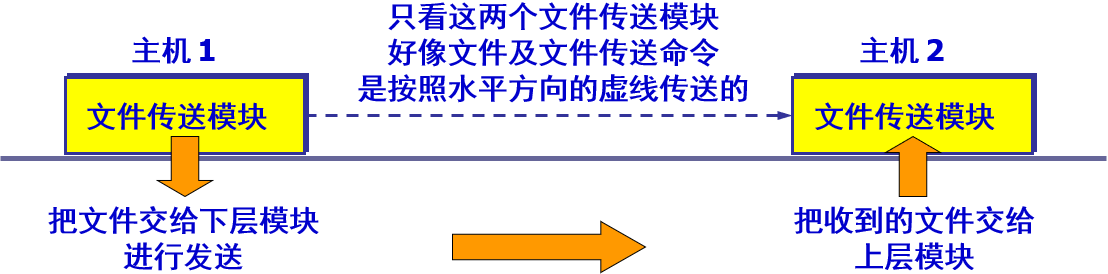 只看这两个文件传送模块
好像文件及文件传送命令
是按照水平方向的虚线传送的
主机 1
主机 2
文件传送模块
文件传送模块
把文件交给下层模块
进行发送
把收到的文件交给
上层模块